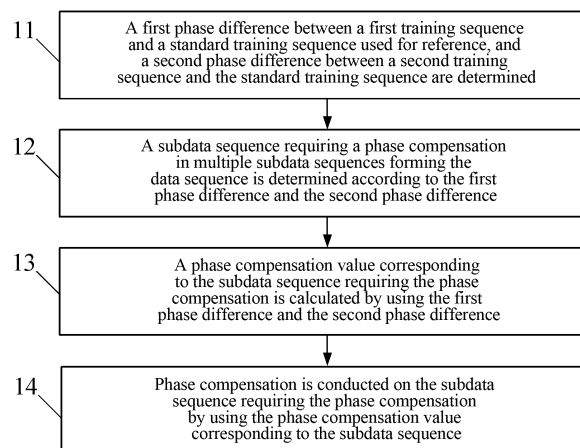 11
A first phase difference between a first training sequence
and a standard training sequence used for reference, and
a second phase difference between a second training
sequence and the standard training sequence are determined
12
A subdata sequence requiring a phase compensation
in multiple subdata sequences forming the
data sequence is determined according to the first
phase difference and the second phase difference
13
A phase compensation value corresponding
to the subdata sequence requiring the phase
compensation is calculated by using the first
phase difference and the second phase difference
14
Phase compensation is conducted on the subdata
sequence requiring the phase compensation
by using the phase compensation value
corresponding to the subdata sequence